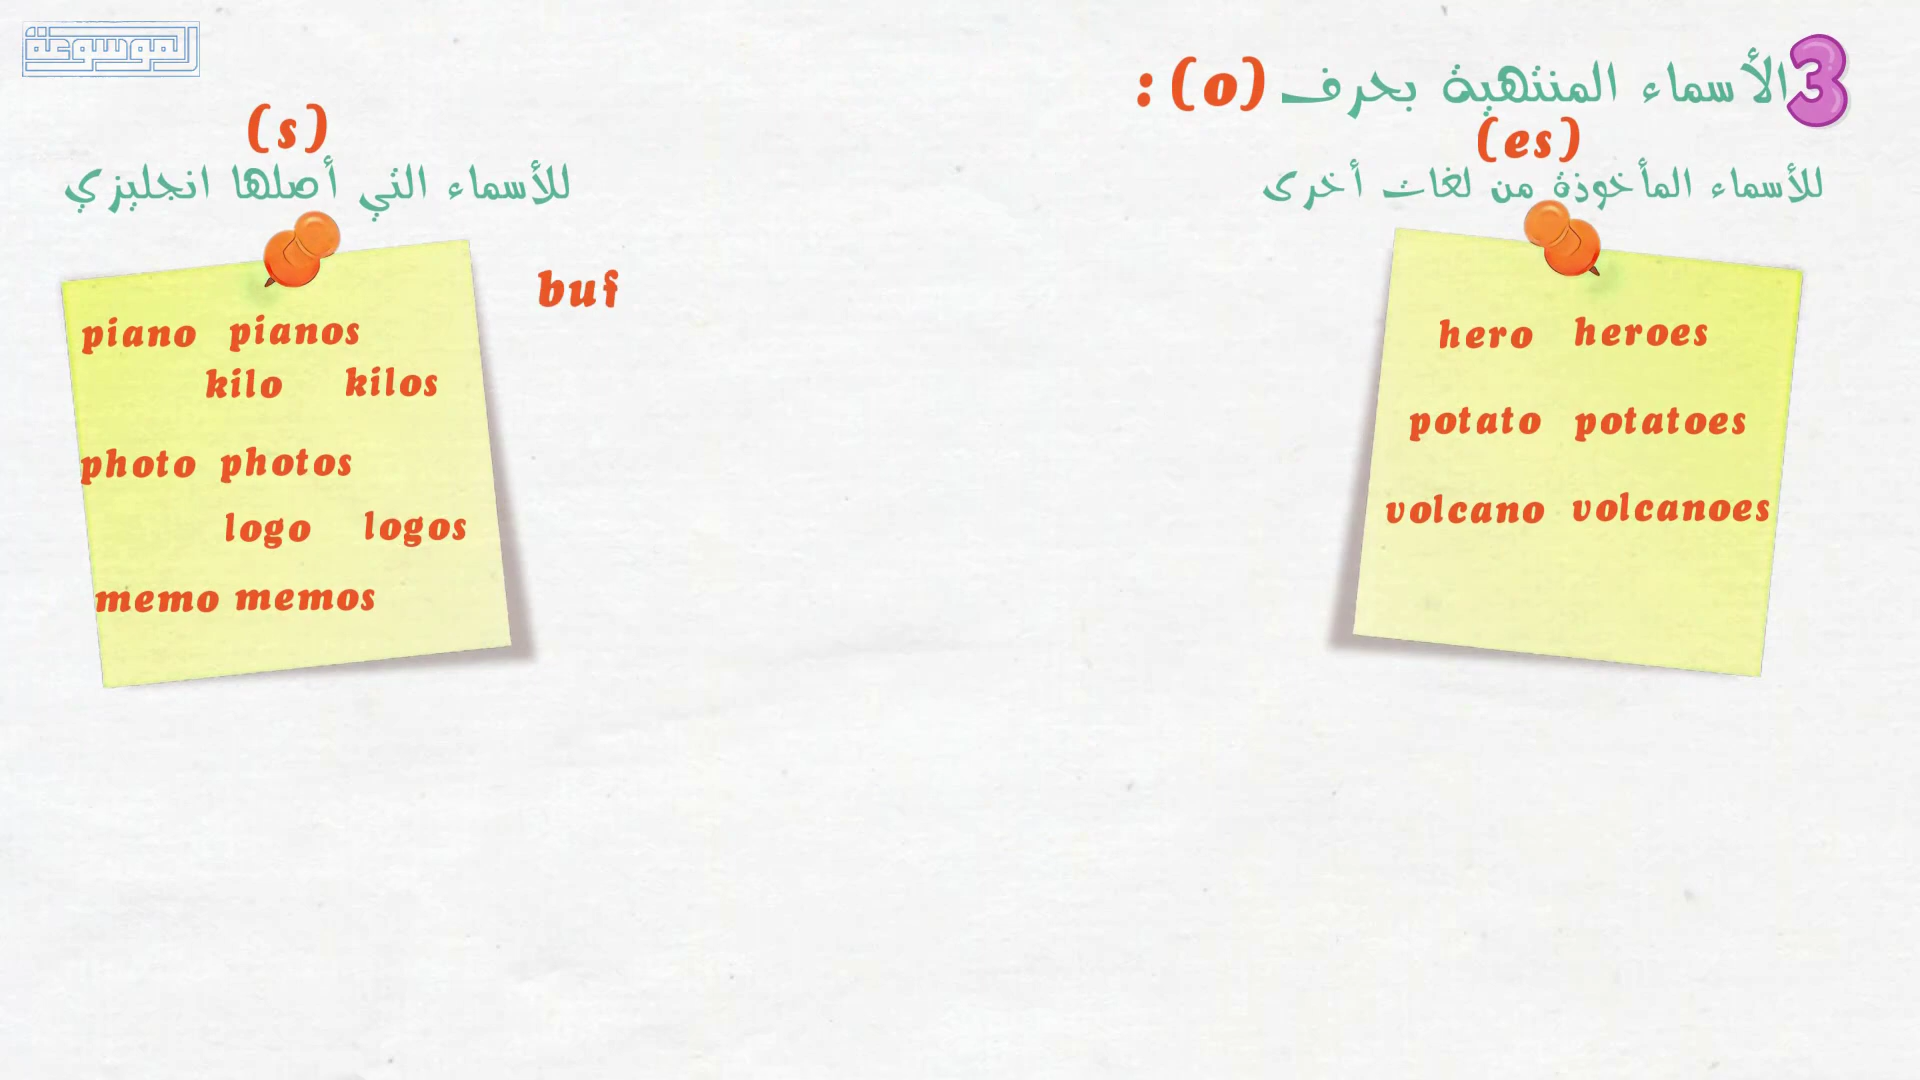 الموسوعة
3 الأسماء المنتهية بحرف (o) :
(es)
للأسماء المأخوذة من لغات أخرى
hero heroes
potato potatoes
volcano volcanoes
(s)
للأسماء التي أصلها انجليزي
piano pianos
kilo kilos
photo photos
logo logos
memo memos
buf